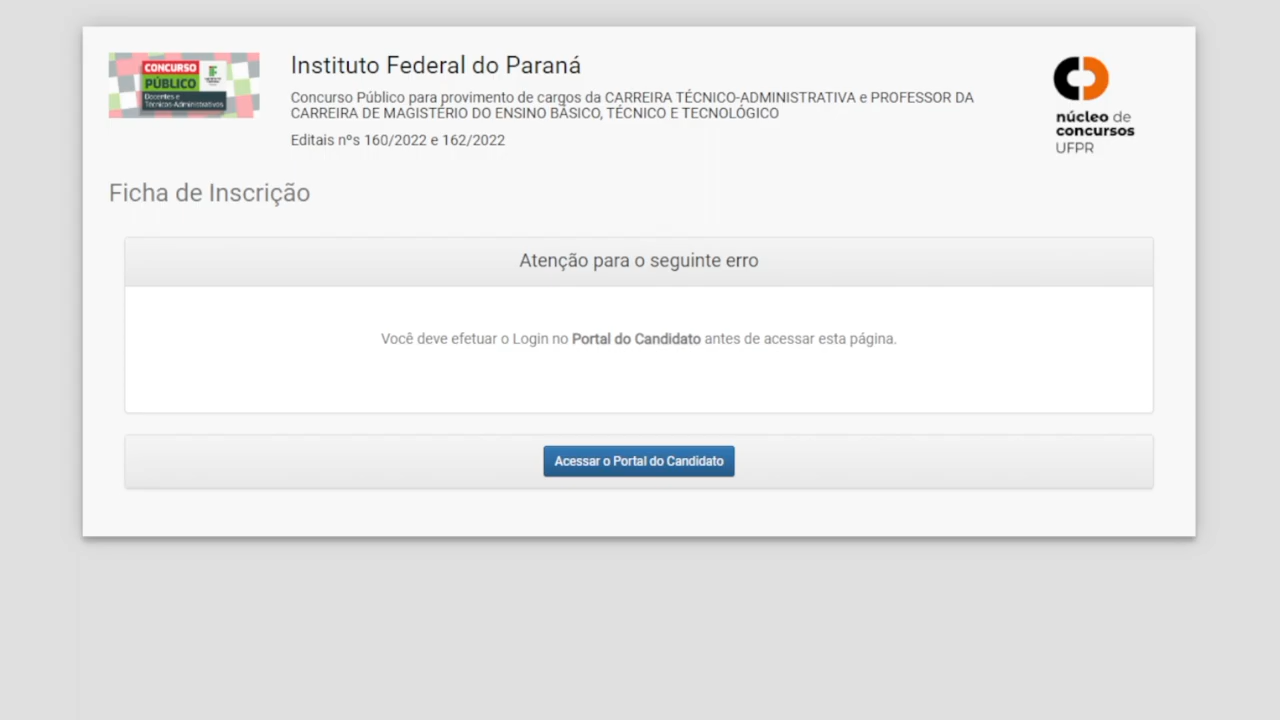 CONCURSO
PÚBLICO
Docentes e
Técnicos-Administrativos
Instituto Federal do Paraná
Concurso Público para provimento de cargos da CARREIRA TÉCNICO-ADMINISTRATIVA e PROFESSOR DA
CARREIRA DE MAGISTÉRIO DO ENSINO BÁSICO, TÉCNICO E TECNOLÓGICO
Editais nºs 160/2022 e 162/2022
núcleo de
concursos
UFPR
Ficha de Inscrição
Atenção para o seguinte erro
Você deve efetuar o Login no Portal do Candidato antes de acessar esta página.
Acessar o Portal do Candidato